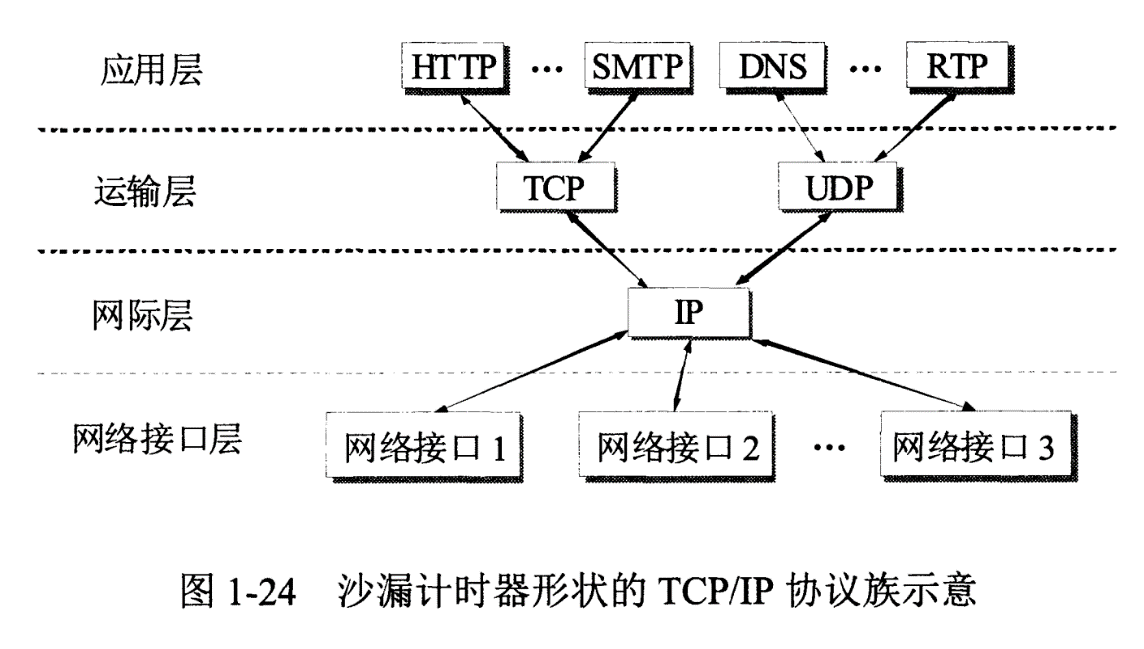 应用层 HTTP … SMTP DNS … RTP
运输层 TCP UDP
网际层 IP
网络接口层 网络接口 1 网络接口 2 … 网络接口 3
图 1-24 沙漏计时器形状的 TCP/IP 协议族示意